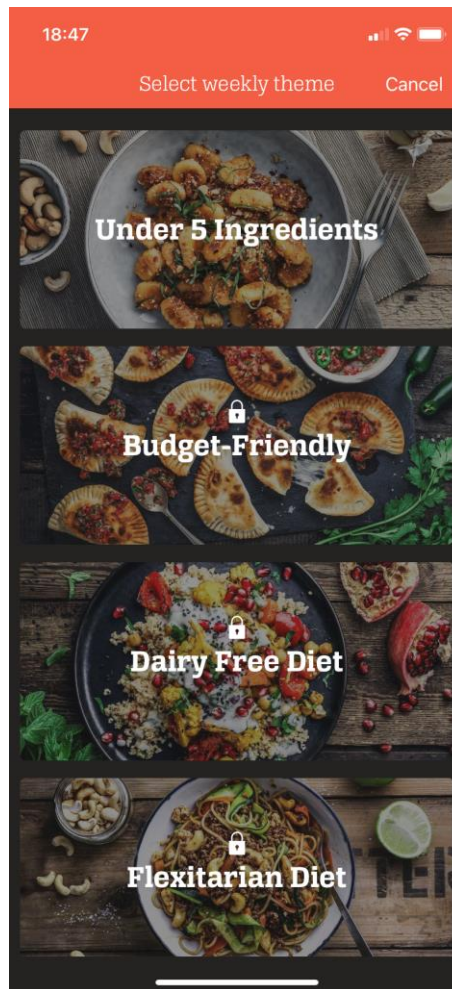 18:47
Select weekly theme
Cancel
Under 5 Ingredients
Budget-Friendly
Dairy Free Diet
Flexitarian Diet